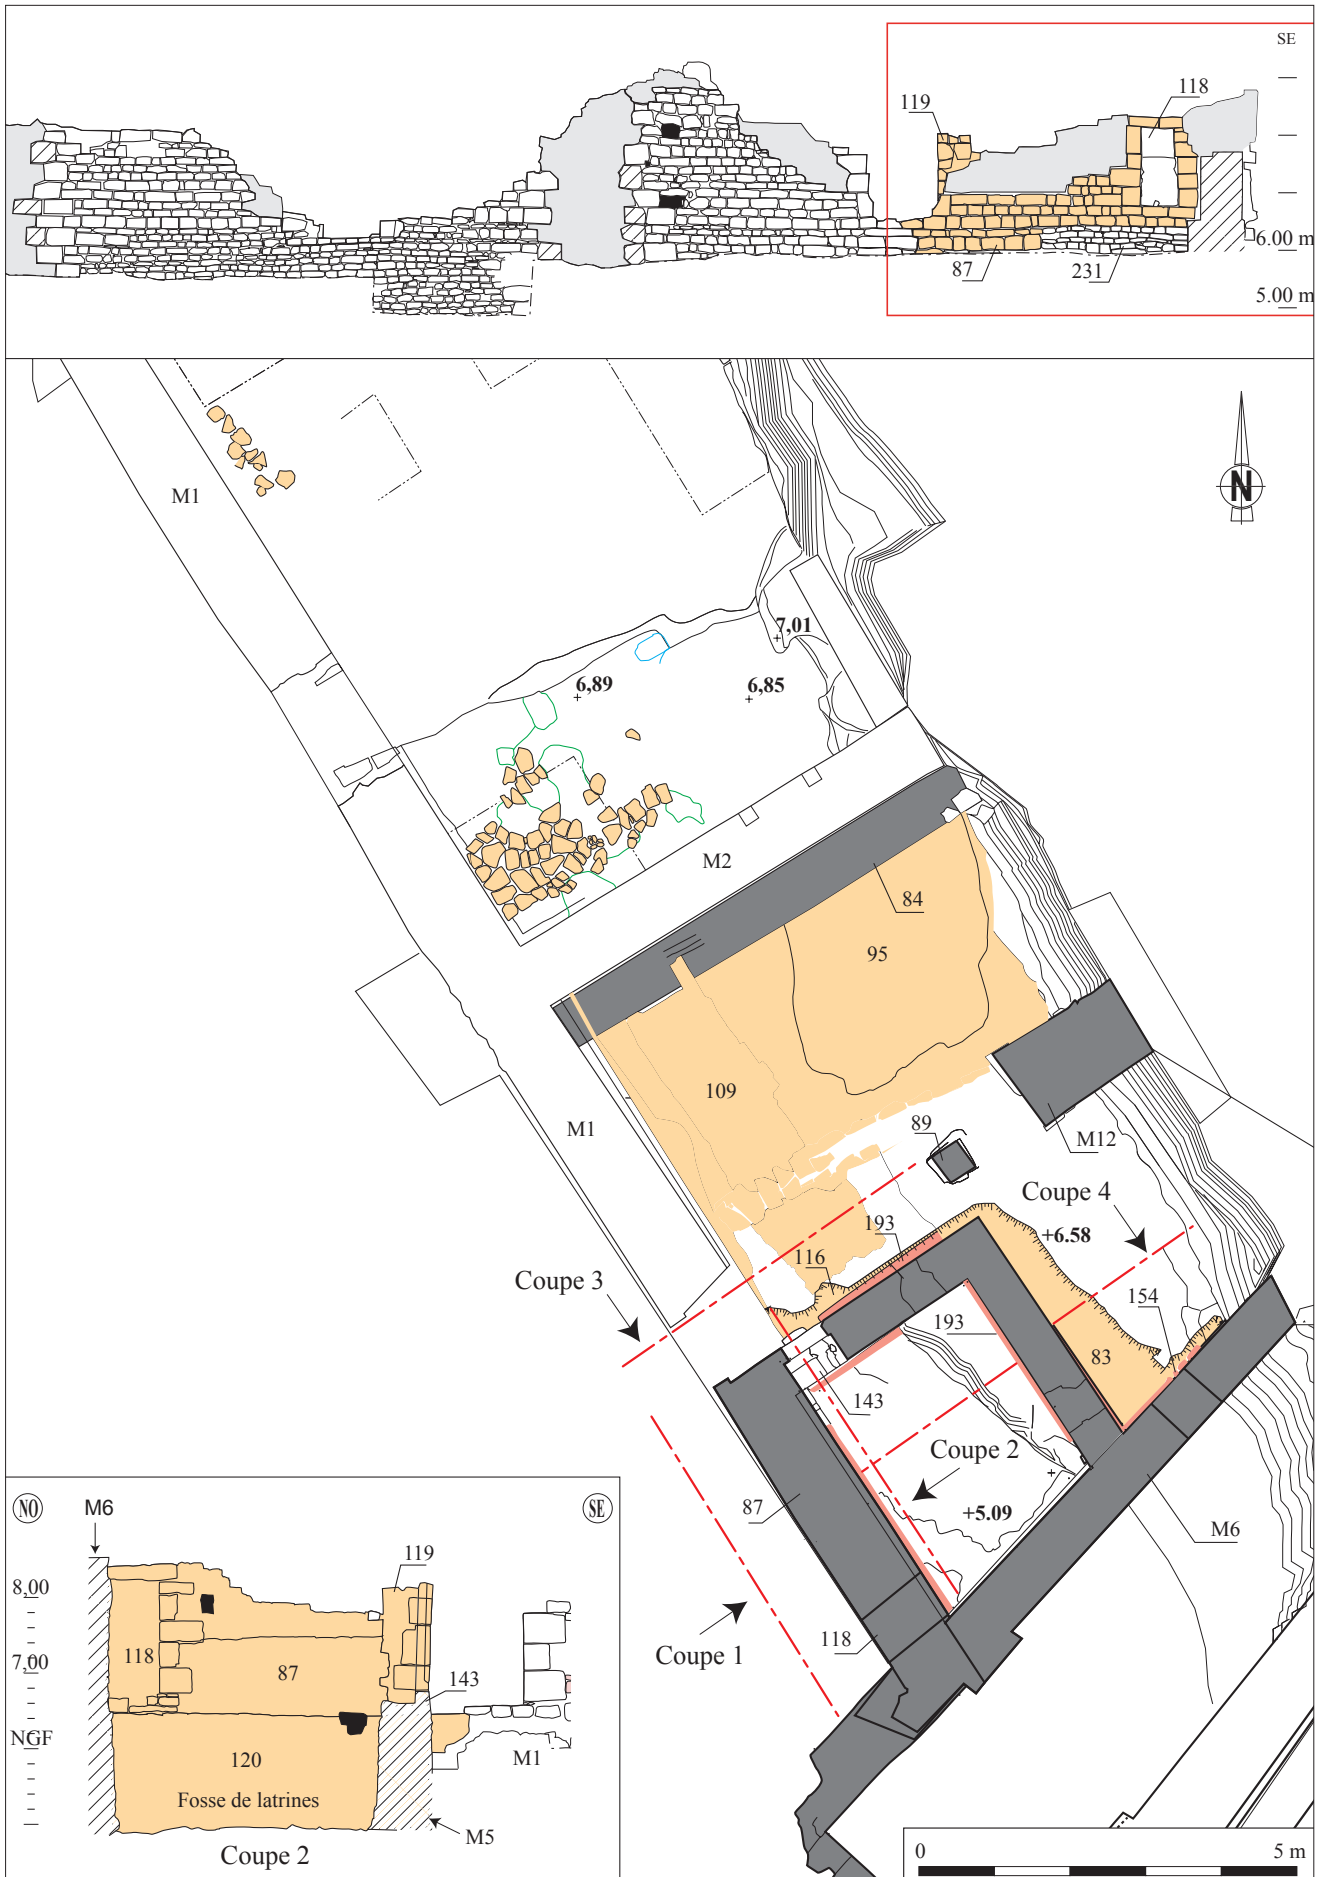 SE
118
119
6.00 m
87
231
5.00 m
M1
N
7,01
6,89
6,85
M2
84
95
109
M1
89
M12
Coupe 4
193
+6.58
116
Coupe 3
154
193
83
143
Coupe 2
87
+5.09
M6
118
Coupe 1
NO
M6
SE
119
8,00
118
87
7,00
143
NGF
120
M1
Fosse de latrines
M5
Coupe 2
0
5 m